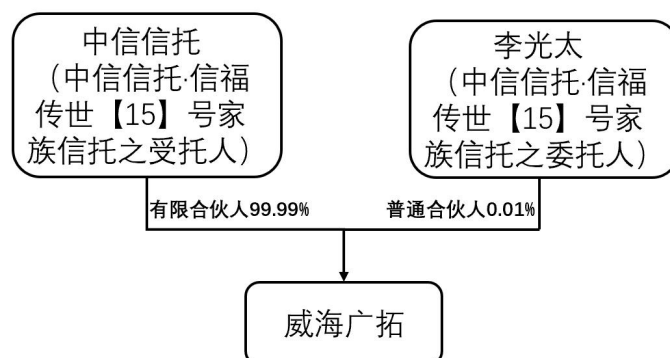 中信信托
（中信信托·信福
传世【15】号家
族信托之受托人）
李光太
（中信信托·信福
传世【15】号家
族信托之委托人）
有限合伙人99.99%
普通合伙人0.01%
威海广拓